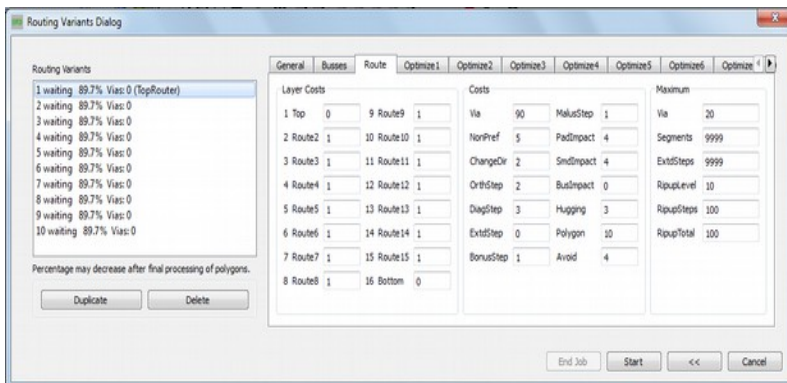 Routing Variants Dialog
Routing Variants
1 waiting 89.7% Vias: 0 (TopRouter)
2 waiting 89.7% Vias: 0
3 waiting 89.7% Vias: 0
4 waiting 89.7% Vias: 0
5 waiting 89.7% Vias: 0
6 waiting 89.7% Vias: 0
7 waiting 89.7% Vias: 0
8 waiting 89.7% Vias: 0
9 waiting 89.7% Vias: 0
10 waiting 89.7% Vias: 0
Percentage may decrease after final processing of polygons.
Duplicate Delete
General Busses Route Optimize1 Optimize2 Optimize3 Optimize4 Optimize5 Optimize6 Optimize
Layer Costs Costs Maximum
1 Top 0 9 Route9 1 Via 90 MalusStep 1 Via 20
2 Route2 1 10 Route10 1 NonPref 5 PadImpact 4 Segments 9999
3 Route3 1 11 Route11 1 ChangeDir 2 SmdImpact 4 ExtdSteps 9999
4 Route4 1 12 Route12 1 OrthStep 2 BusImpact 0 RipupLevel 10
5 Route5 1 13 Route13 1 DiagStep 3 Hugging 3 RipupSteps 100
6 Route6 1 14 Route14 1 ExtdStep 0 Polygon 10 RipupTotal 100
7 Route7 1 15 Route15 1 BonusStep 1 Avoid 4
8 Route8 1 16 Bottom 0
End Job Start << Cancel